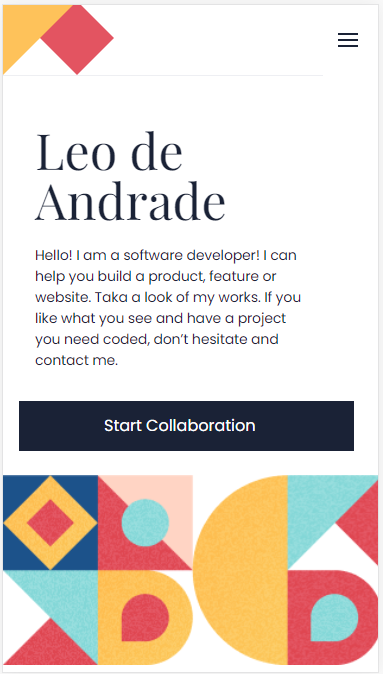 Leo de
Andrade
Hello! I am a software developer! I can
help you build a product, feature or
website. Taka a look of my works. If you
like what you see and have a project
you need coded, don't hesitate and
contact me.
Start Collaboration